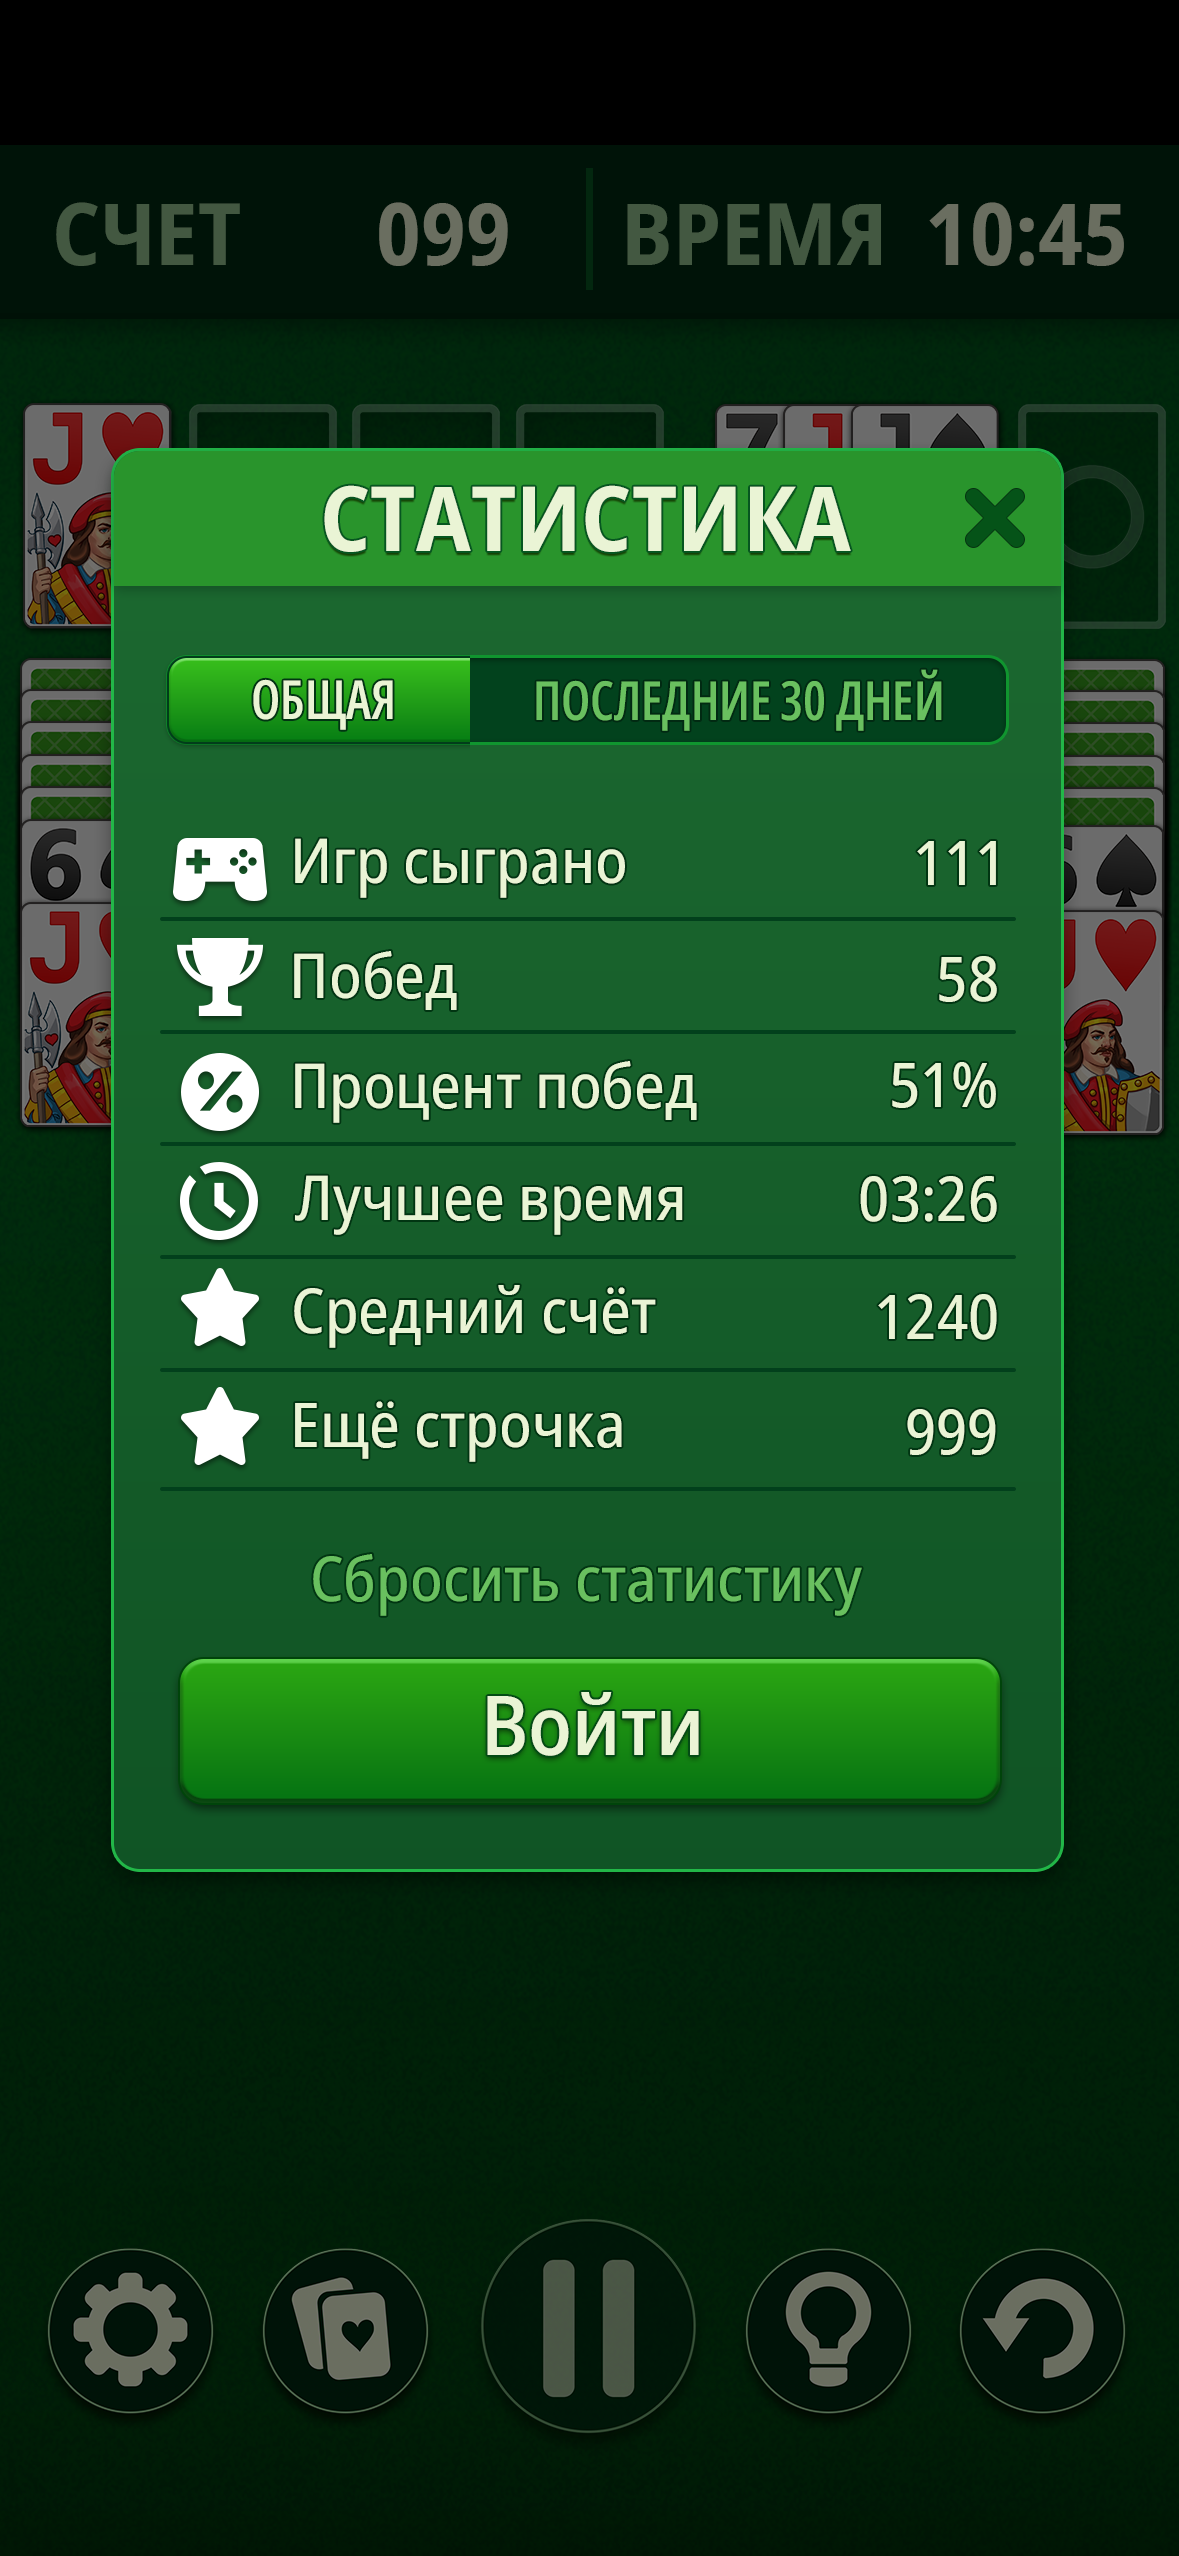 СЧЕТ 099 ВРЕМЯ 10:45
J 7 J J
СТАТИСТИКА
ОБЩАЯ ПОСЛЕДНИЕ 30 ДНЕЙ
Игр сыграно 111
6
Побед 58
J J
Процент побед 51%
Лучшее время 03:26
Средний счёт 1240
Ещё строчка 999
Сбросить статистику
Войти